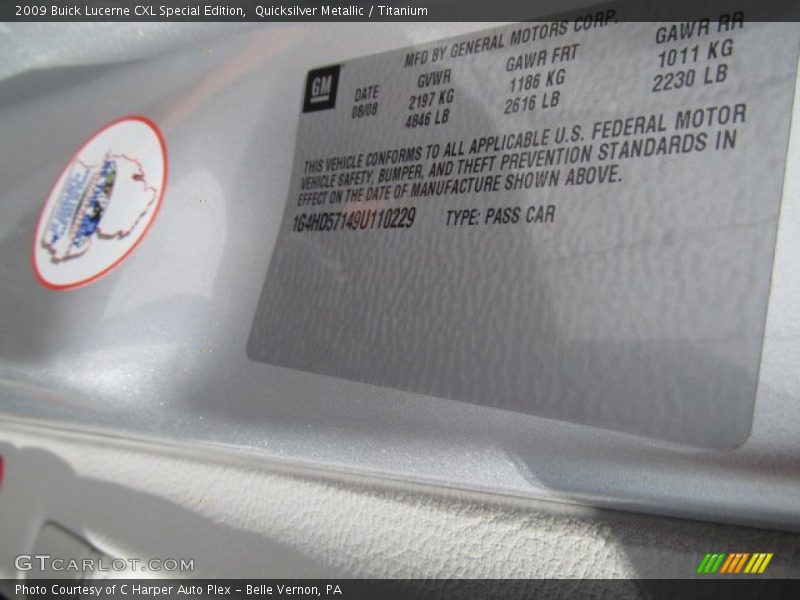 2009 Buick Lucerne CXL Special Edition,  Quicksilver Metallic / Titanium
MFD BY GENERAL MOTORS CORP.
GM
DATE
08/08
GVWR
2197 KG
4846 LB
GAWR FRT
1186 KG
2616 LB
GAWR RR
1011 KG
2230 LB
THIS VEHICLE CONFORMS TO ALL APPLICABLE U.S. FEDERAL MOTOR
VEHICLE SAFETY, BUMPER, AND THEFT PREVENTION STANDARDS IN
EFFECT ON THE DATE OF MANUFACTURE SHOWN ABOVE.
1G4HD57149U110229 TYPE: PASS CAR
GTCARLOT.COM
Photo Courtesy of C Harper Auto Plex – Belle Vernon, PA